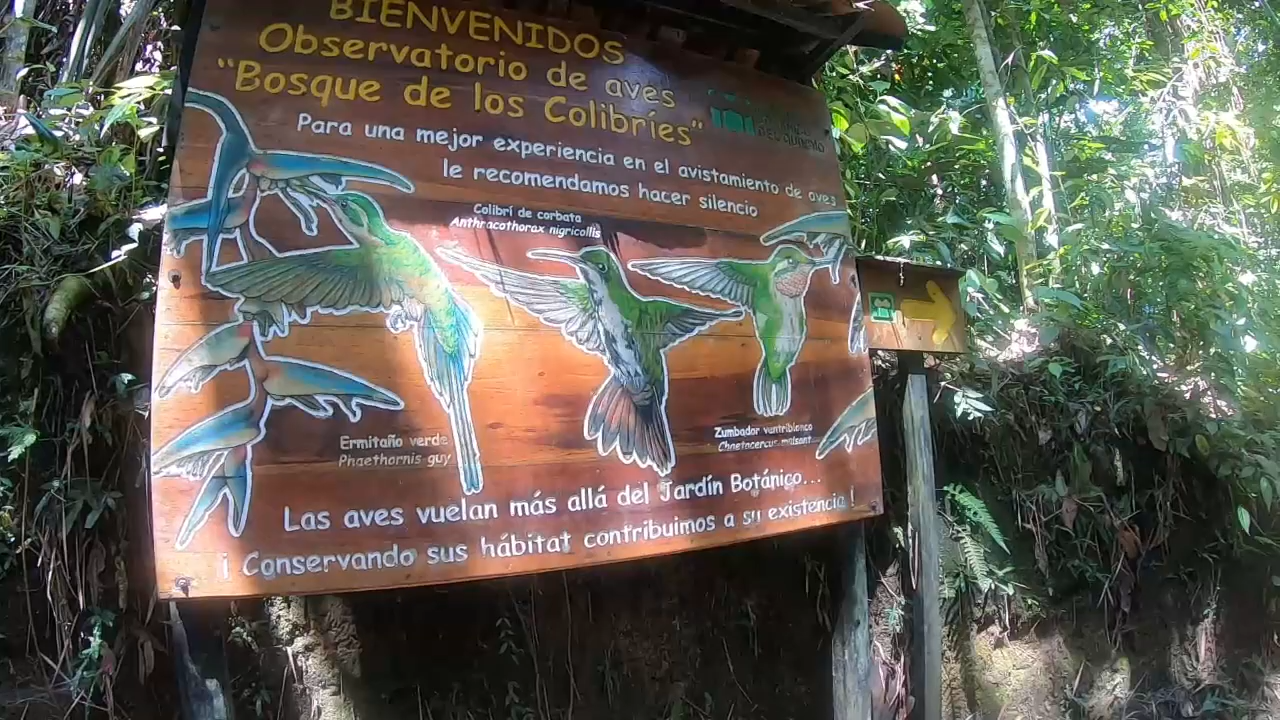 BIENVENIDOS
Observatorio de aves
"Bosque de los Colibríes"
Para una mejor experiencia en el avistamiento de aves
le recomendamos hacer silencio
Colibrí de corbata
Anthracothorax nigricollis
Ermitaño verde
Phaethornis guy
Zumbador ventriblanco
Chaetocercus mulsant
Las aves vuelan más allá del Jardín Botánico...
¡ Conservando sus hábitat contribuimos a su existencia !